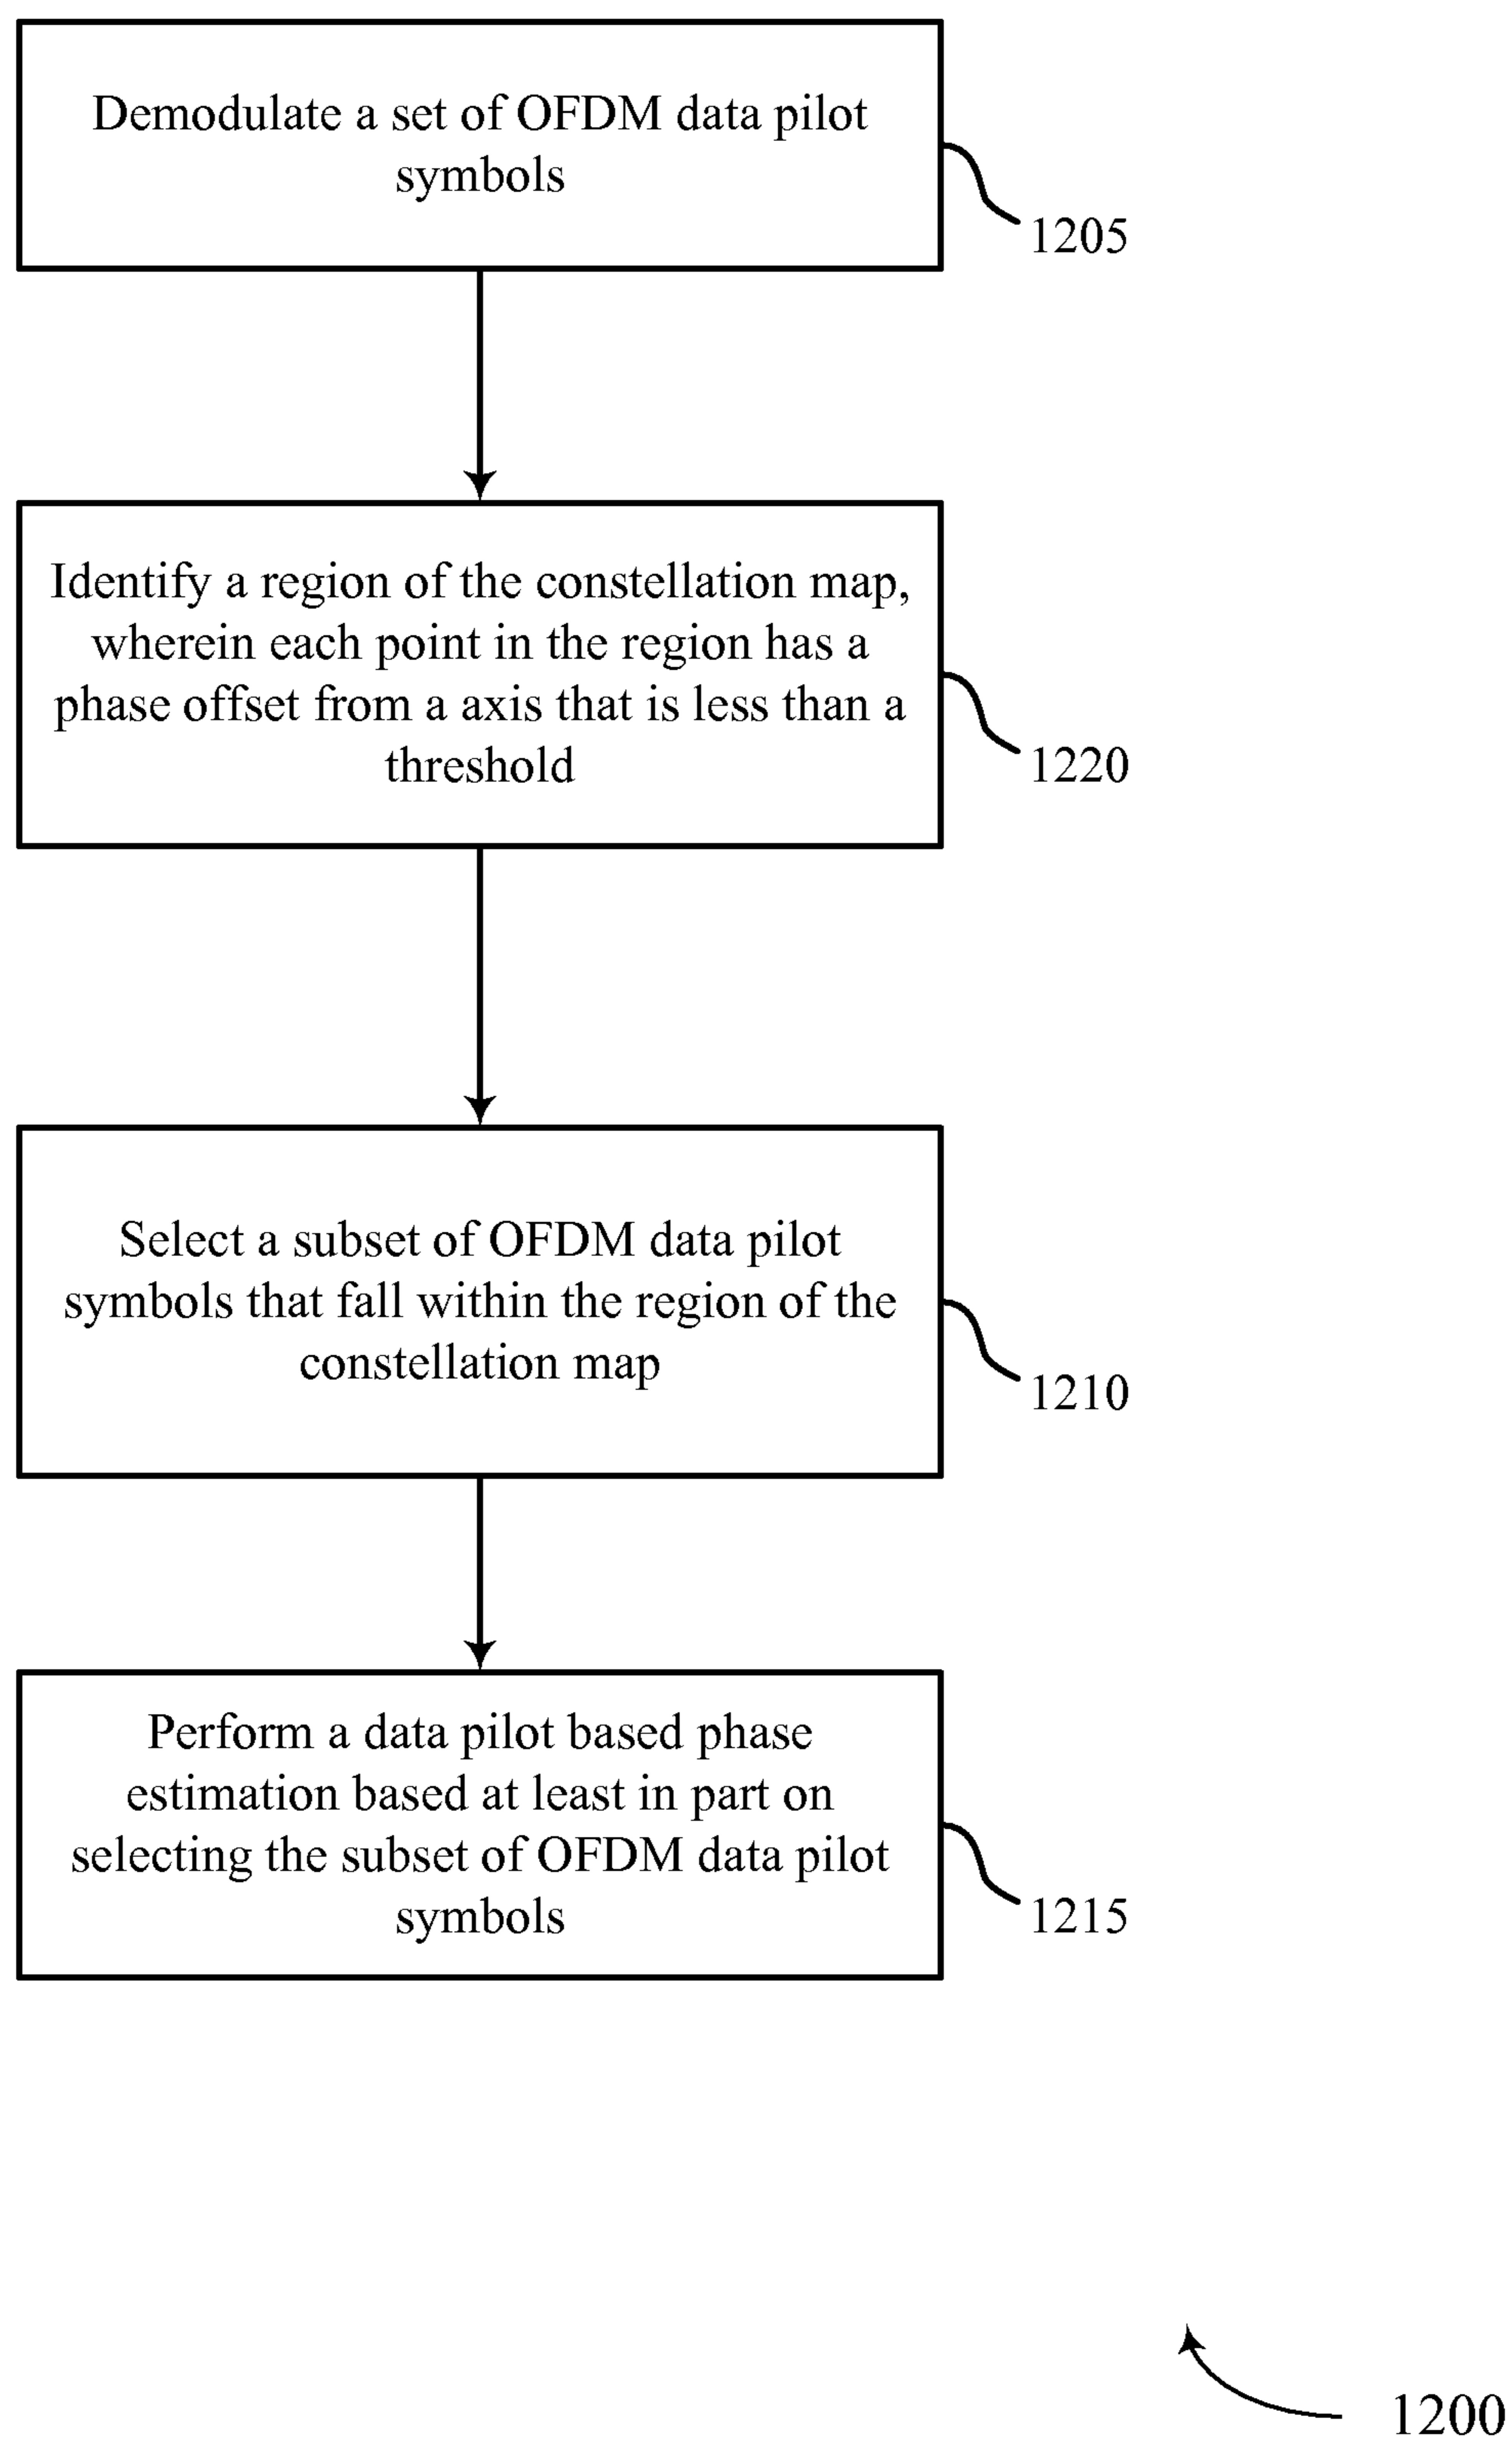 Demodulate a set of OFDM data pilot
symbols
1205
Identify a region of the constellation map,
wherein each point in the region has a
phase offset from a axis that is less than a
threshold
1220
Select a subset of OFDM data pilot
symbols that fall within the region of the
constellation map
1210
Perform a data pilot based phase
estimation based at least in part on
selecting the subset of OFDM data pilot
symbols
1215
1200